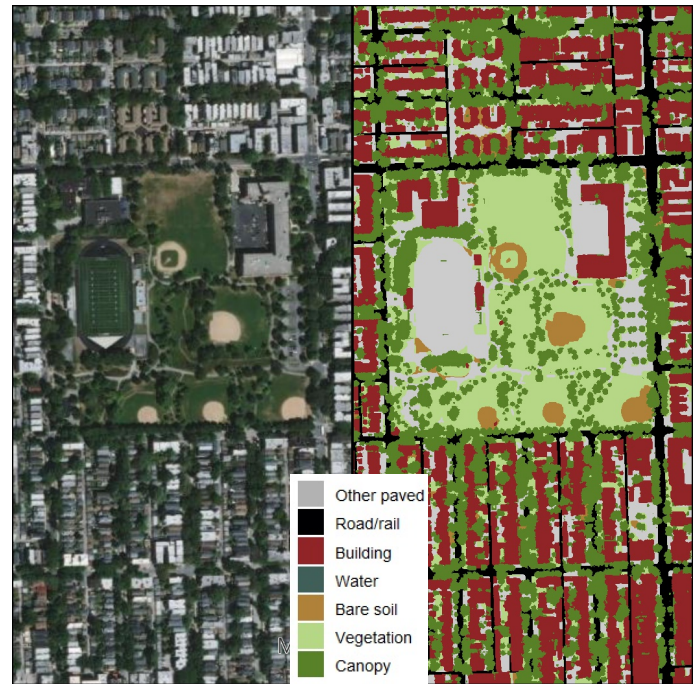 Other paved
Road/rail
Building
Water
Bare soil
Vegetation
Canopy